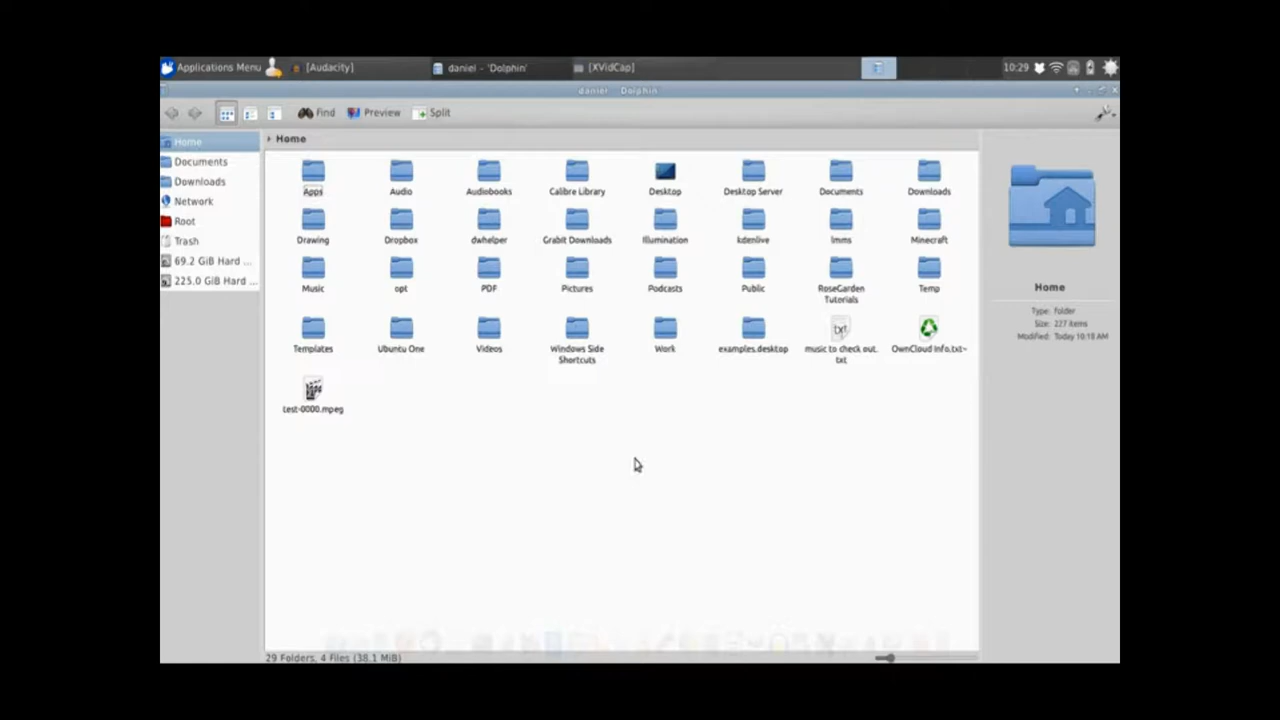 Applications Menu [Audacity] daniel - 'Dolphin' [XVidCap] 10:29
daniel Dolphin
Find Preview Split
Home
Documents
Downloads
Network
Root
Trash
69.2 GiB Hard ...
225.0 GiB Hard ...
Home
Apps Audio Audiobooks Calibre Library Desktop Desktop Server Documents Downloads
Drawing Dropbox dwhelper Grabit Downloads Illumination kdenlive lmms Minecraft
Music opt PDF Pictures Podcasts Public RoseGarden Tutorials Temp
Templates Ubuntu One Videos Windows Side Shortcuts Work examples.desktop music to check out.txt OwnCloud Info.txt~
test-0000.mpeg
Home
Type: folder
Size: 227 items
Modified: Today 10:18 AM
29 Folders, 4 Files (38.1 MiB)